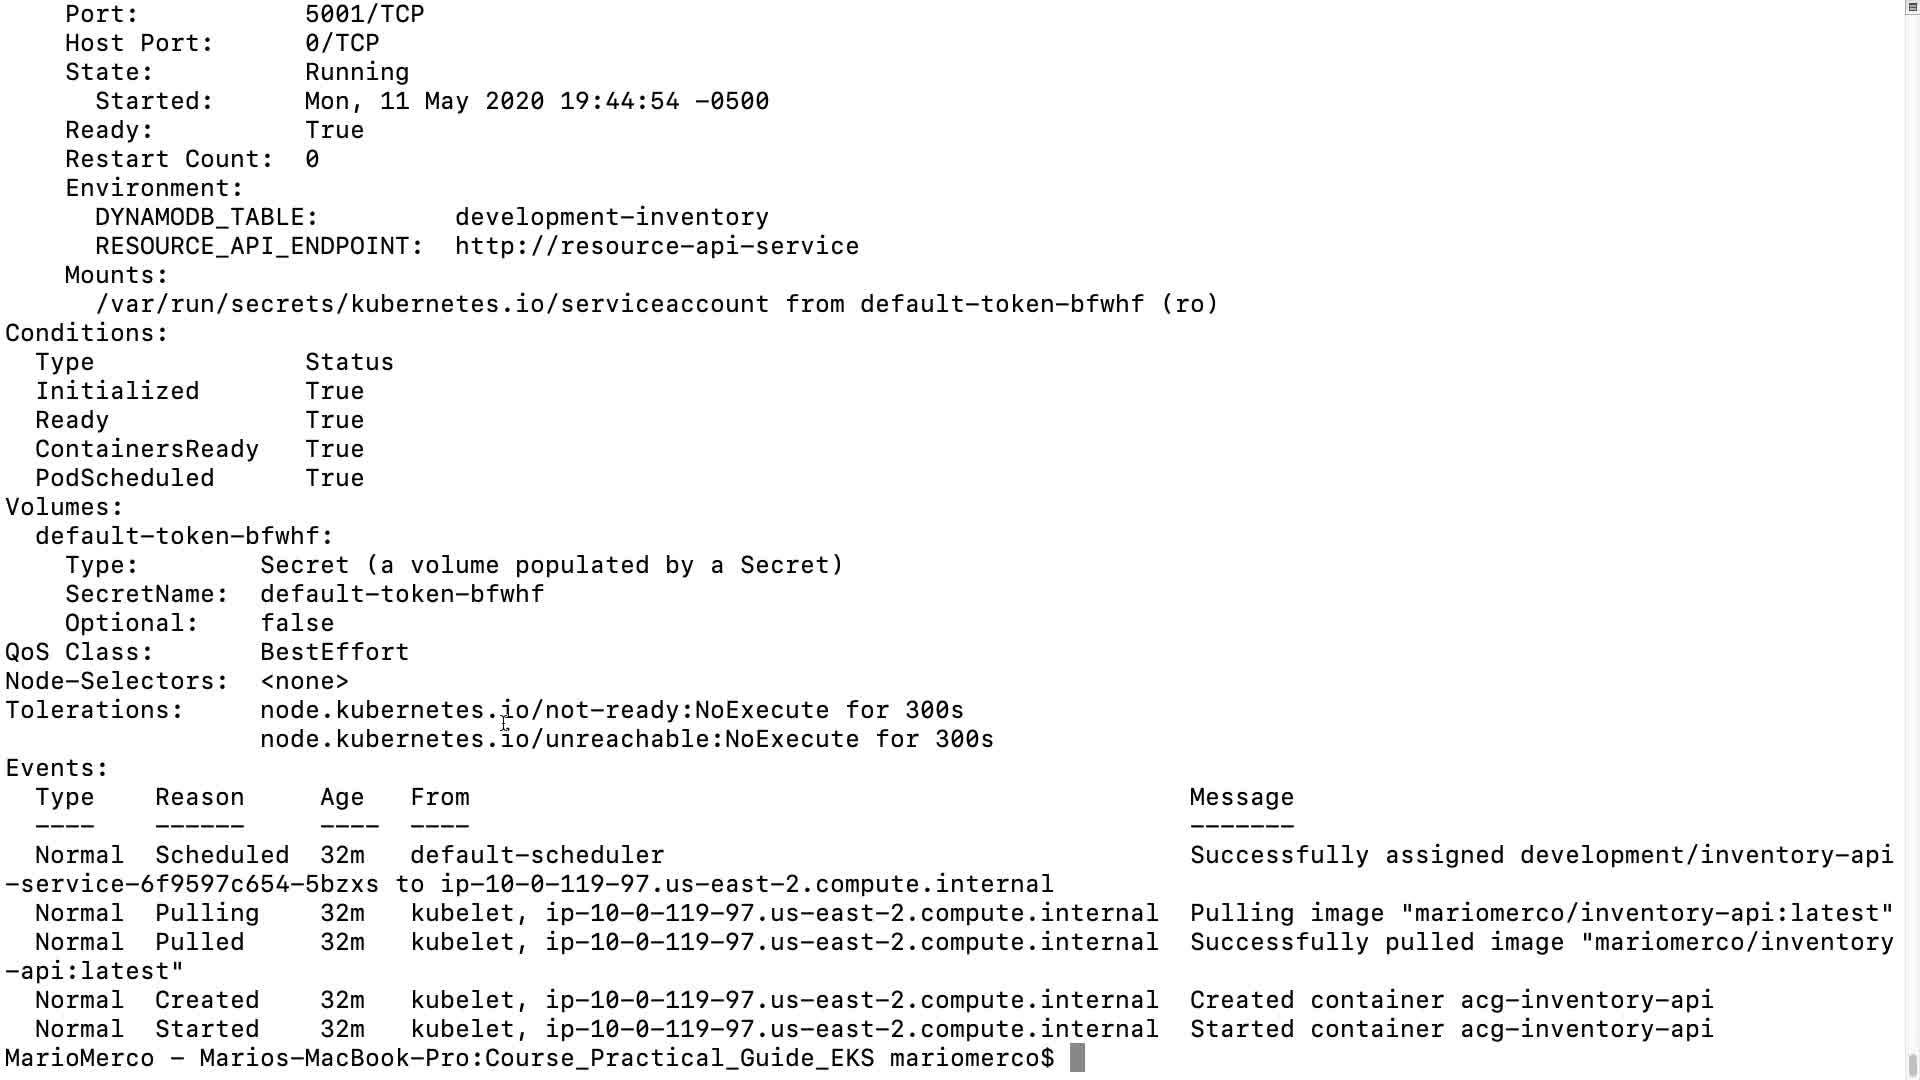 Port: 5001/TCP
Host Port: 0/TCP
State: Running
Started: Mon, 11 May 2020 19:44:54 -0500
Ready: True
Restart Count: 0
Environment:
DYNAMODB_TABLE: development-inventory
RESOURCE_API_ENDPOINT: http://resource-api-service
Mounts:
/var/run/secrets/kubernetes.io/serviceaccount from default-token-bfwhf (ro)
Conditions:
Type Status
Initialized True
Ready True
ContainersReady True
PodScheduled True
Volumes:
default-token-bfwhf:
Type: Secret (a volume populated by a Secret)
SecretName: default-token-bfwhf
Optional: false
QoS Class: BestEffort
Node-Selectors: <none>
Tolerations: node.kubernetes.io/not-ready:NoExecute for 300s
node.kubernetes.io/unreachable:NoExecute for 300s
Events:
Type Reason Age From Message
---- ------ ---- ---- -------
Normal Scheduled 32m default-scheduler Successfully assigned development/inventory-api
-service-6f9597c654-5bzxs to ip-10-0-119-97.us-east-2.compute.internal
Normal Pulling 32m kubelet, ip-10-0-119-97.us-east-2.compute.internal Pulling image "mariomerco/inventory-api:latest"
Normal Pulled 32m kubelet, ip-10-0-119-97.us-east-2.compute.internal Successfully pulled image "mariomerco/inventory
-api:latest"
Normal Created 32m kubelet, ip-10-0-119-97.us-east-2.compute.internal Created container acg-inventory-api
Normal Started 32m kubelet, ip-10-0-119-97.us-east-2.compute.internal Started container acg-inventory-api
MarioMerco - Marios-MacBook-Pro:Course_Practical_Guide_EKS mariomerco$